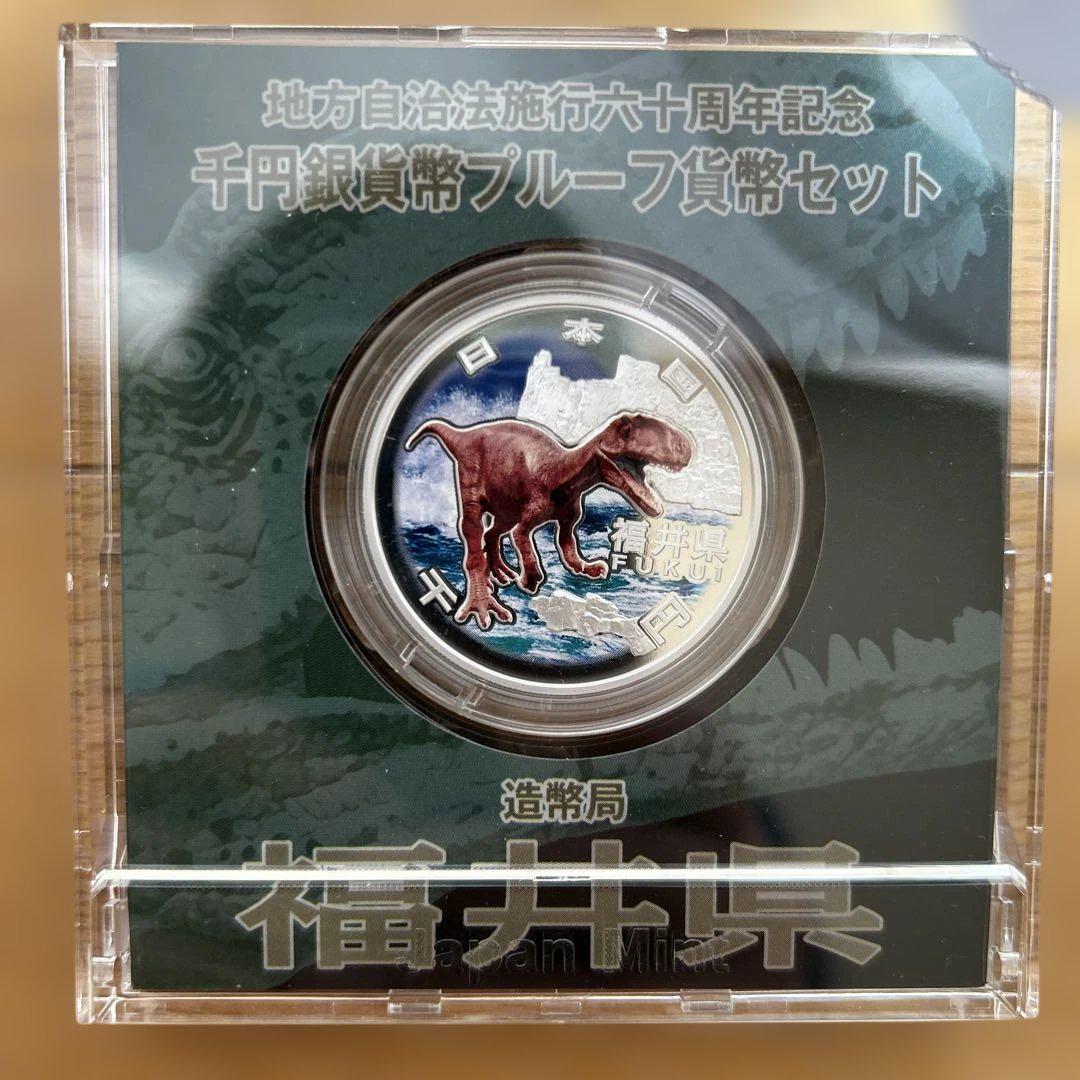 地方自治法施行六十周年記念
千円銀貨幣プルーフ貨幣セット
日本国
福井県
FUKUI
千円
造幣局
福井県
Japan Mint